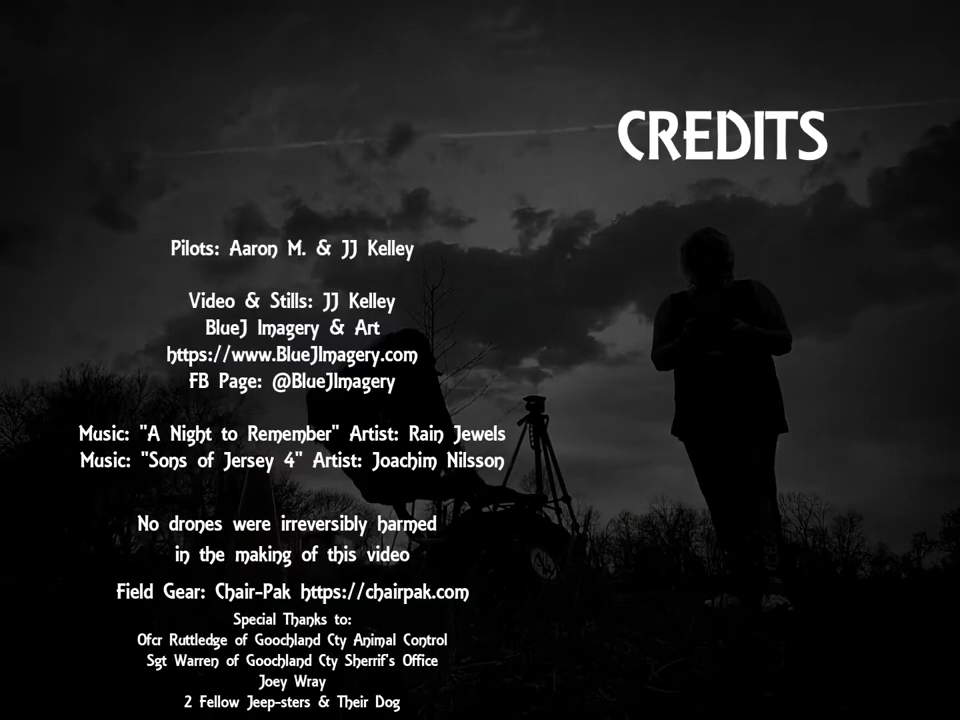 CREDITS
Pilots: Aaron M. & JJ Kelley
Video & Stills: JJ Kelley
BlueJ Imagery & Art
https://www.BlueJImagery.com
FB Page: @BlueJImagery
Music: "A Night to Remember" Artist: Rain Jewels
Music: "Sons of Jersey 4" Artist: Joachim Nilsson
No drones were irreversibly harmed
in the making of this video
Field Gear: Chair-Pak https://chairpak.com
Special Thanks to:
Ofcr Ruttledge of Goochland Cty Animal Control
Sgt Warren of Goochland Cty Sherrif's Office
Joey Wray
2 Fellow Jeep-sters & Their Dog